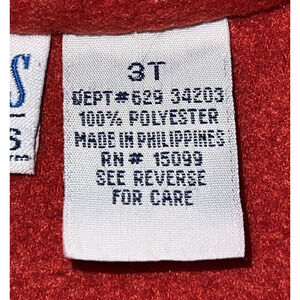 3T
DEPT#629 34203
100% POLYESTER
MADE IN PHILIPPINES
RN# 15099
SEE REVERSE
FOR CARE
S
S